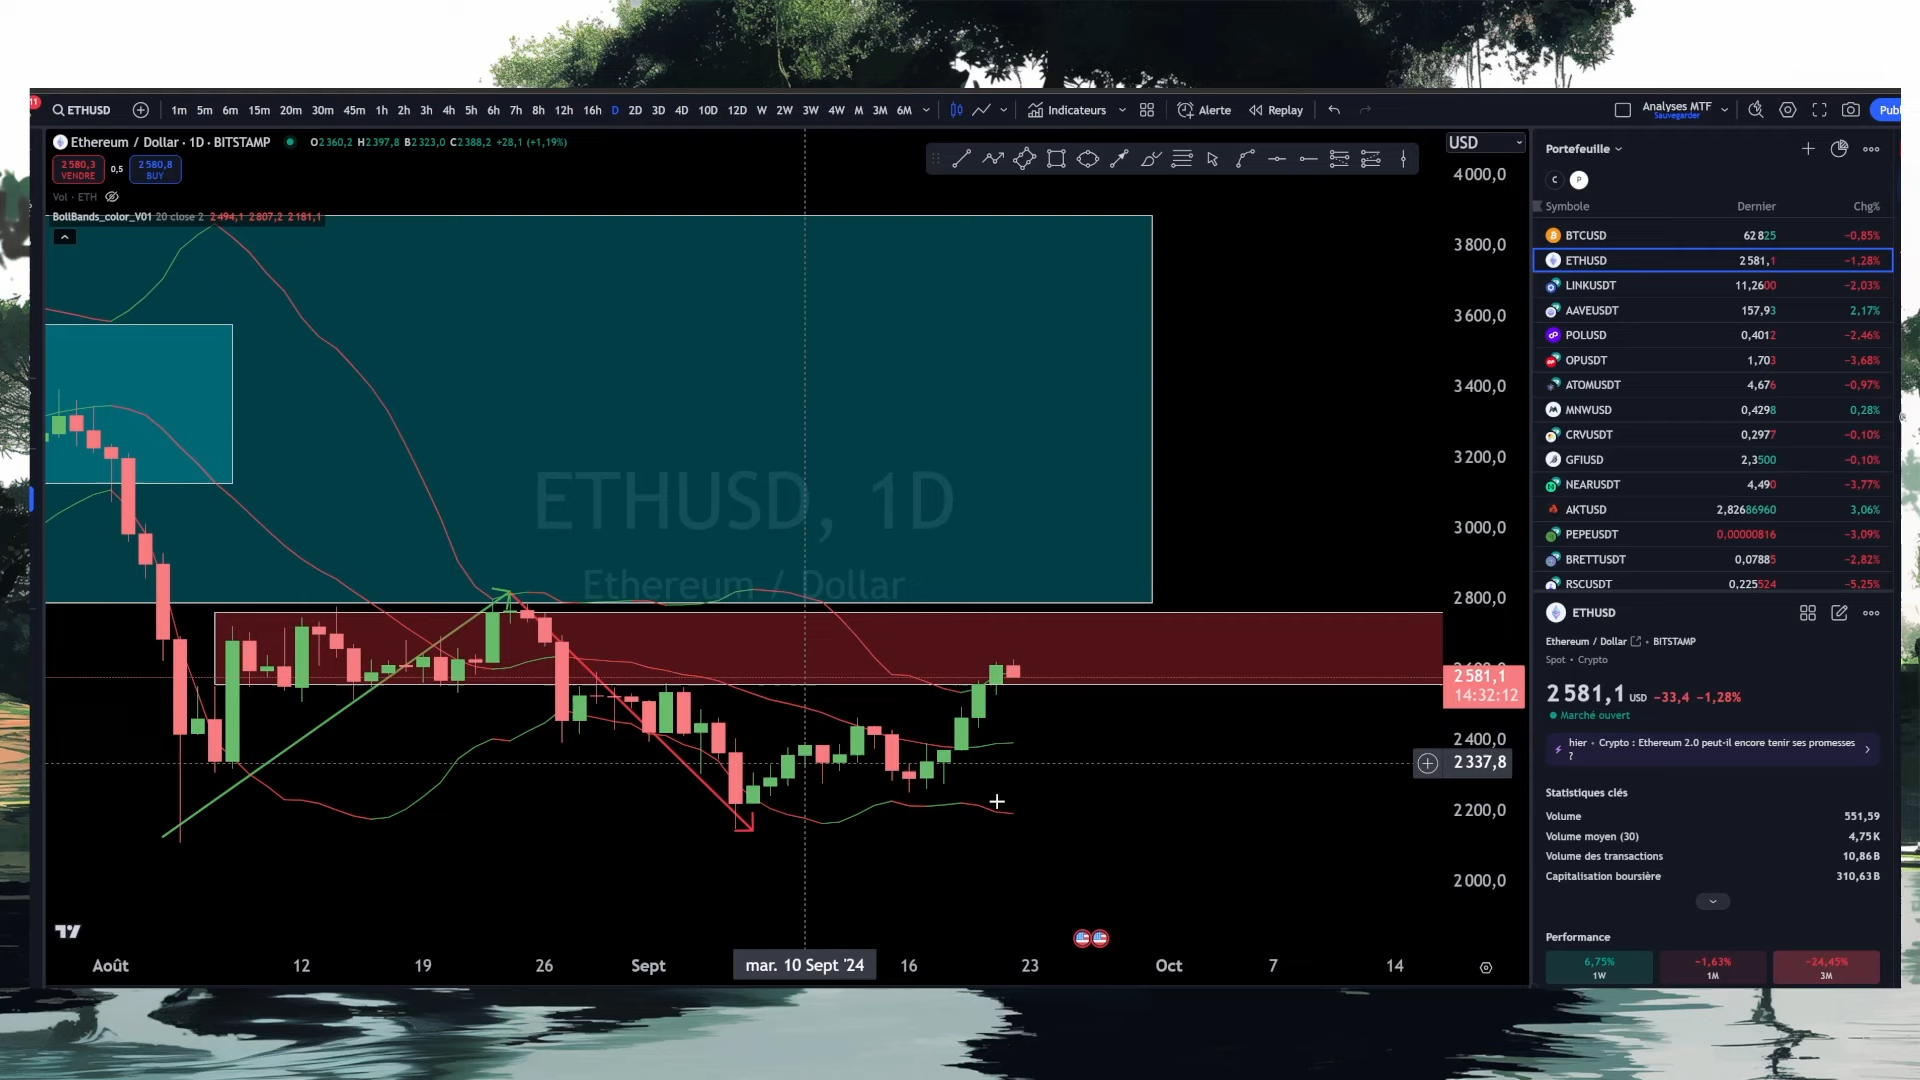 11
ETHUSD
1m 5m 6m 15m 20m 30m 45m 1h 2h 3h 4h 5h 6h 7h 8h 12h 16h D 2D 3D 4D 10D 12D W 2W 3W 4W M 3M 6M
Indicateurs
Alerte
Replay
Analyses MTF
Sauvegarder
Publ
Ethereum / Dollar · 1D · BITSTAMP
O2 360,2 H2 397,8 B2 323,0 C2 388,2 +28,1 (+1,19%)
2 580,3
VENDRE
0,5
2 580,8
BUY
Vol · ETH
BollBands_color_V01 20 close 2 2 494,1 2 807,2 2 181,1
ETHUSD, 1D
Ethereum / Dollar
USD
4 000,0
3 800,0
3 600,0
3 400,0
3 200,0
3 000,0
2 800,0
2 581,1
14:32:12
2 400,0
2 337,8
2 200,0
2 000,0
Août 12 19 26 Sept mar. 10 Sept '24 16 23 Oct 7 14
Portefeuille
C
P
Symbole Dernier Chg%
BTCUSD 62 825 −0,85%
ETHUSD 2 581,1 −1,28%
LINKUSDT 11,2600 −2,03%
AAVEUSDT 157,93 2,17%
POLUSD 0,4012 −2,46%
OPUSDT 1,703 −3,68%
ATOMUSDT 4,676 −0,97%
MNWUSD 0,4298 0,28%
CRVUSDT 0,2977 −0,10%
GFIUSD 2,3500 −0,10%
NEARUSDT 4,490 −3,77%
AKTUSD 2,82686960 3,06%
PEPEUSDT 0,00000816 −3,09%
BRETTUSDT 0,07885 −2,82%
RSCUSDT 0,225524 −5,25%
ETHUSD
Ethereum / Dollar • BITSTAMP
Spot • Crypto
2 581,1 USD −33,4 −1,28%
Marché ouvert
hier • Crypto : Ethereum 2.0 peut-il encore tenir ses promesses
?
Statistiques clés
Volume 551,59
Volume moyen (30) 4,75 K
Volume des transactions 10,86 B
Capitalisation boursière 310,63 B
Performance
6,75%
1W
−1,63%
1M
−24,45%
3M